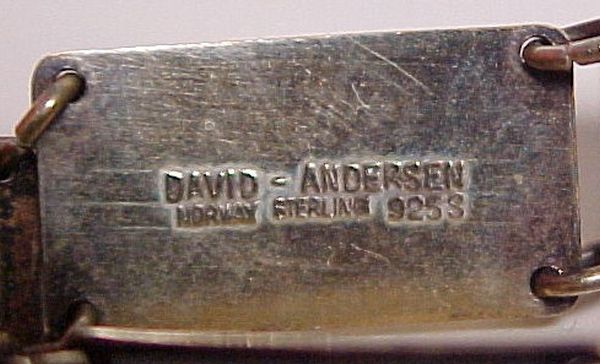 DAVID - ANDERSEN
NORWAY STERLING 925S